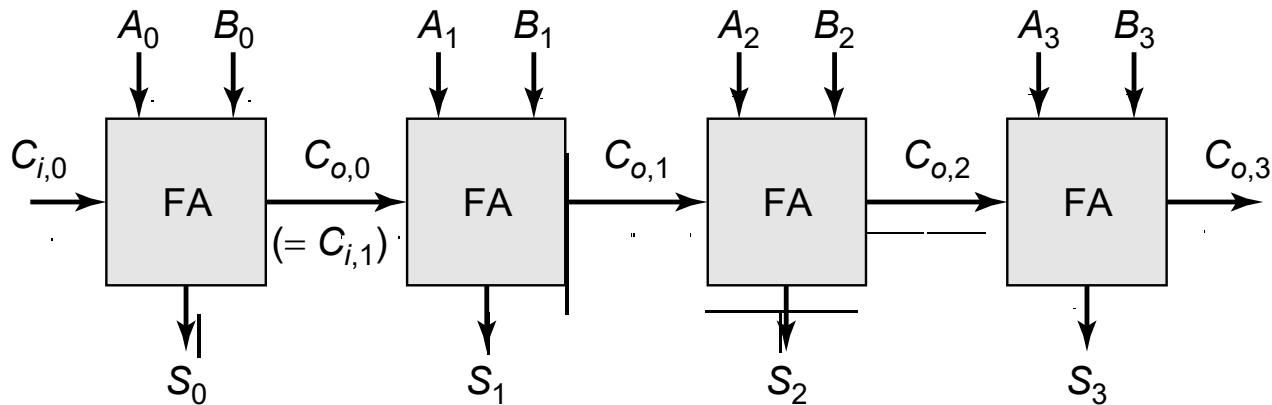 A0 B0 A1 B1 A2 B2 A3 B3
Ci,0 Co,0 Co,1 Co,2 Co,3
FA FA FA FA
(= Ci,1)
S0 S1 S2 S3